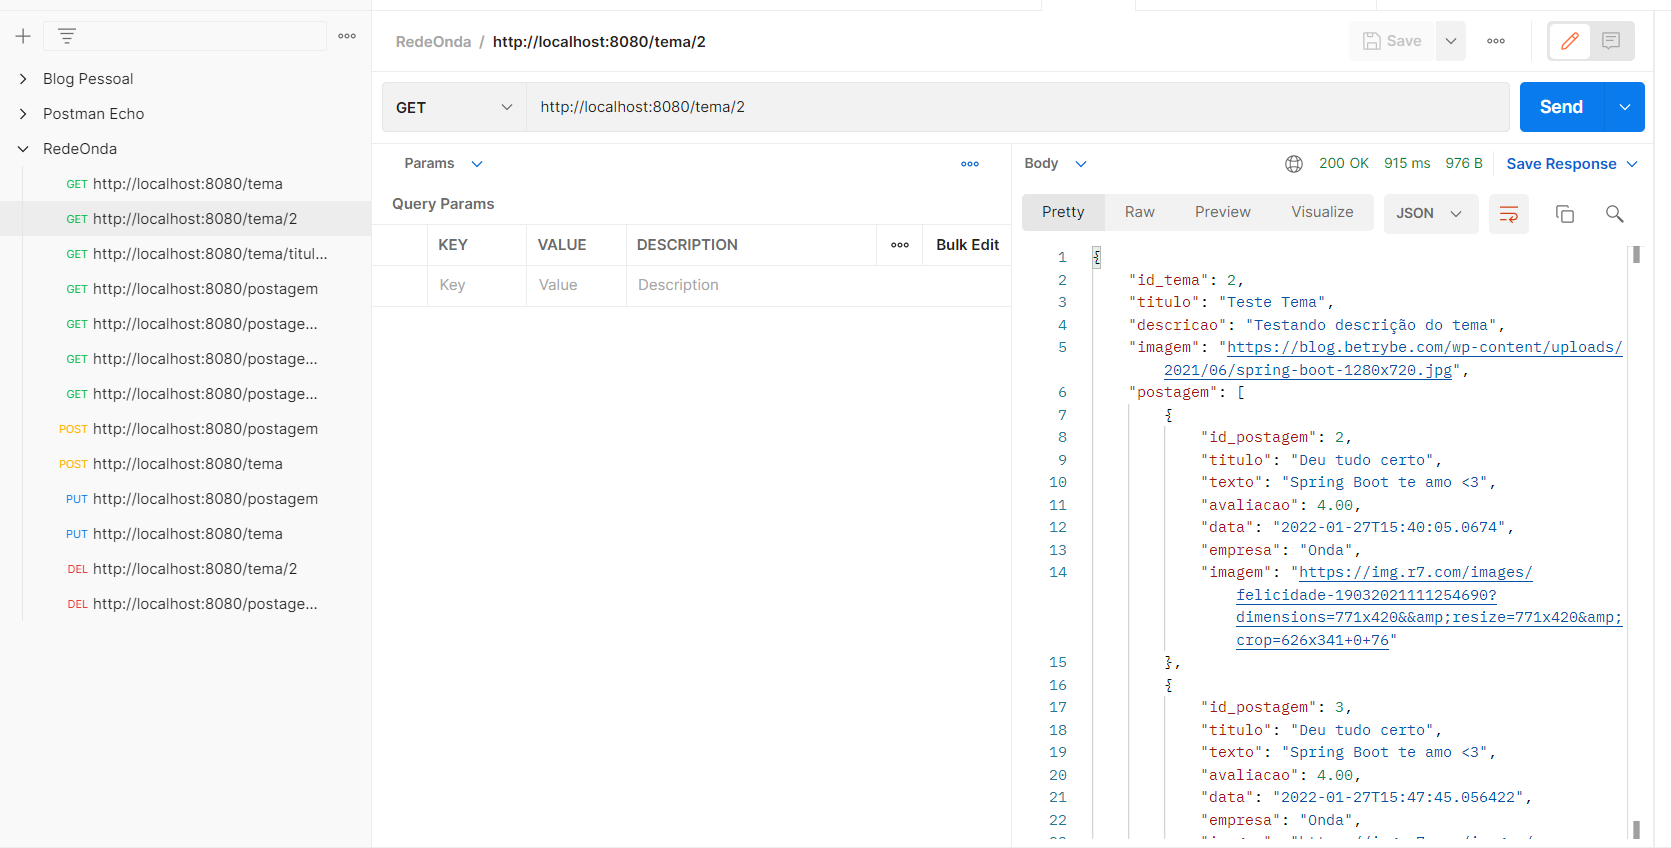 RedeOnda / http://localhost:8080/tema/2
Save
Blog Pessoal
Postman Echo
RedeOnda
GET http://localhost:8080/tema
GET http://localhost:8080/tema/2
GET http://localhost:8080/tema/titul...
GET http://localhost:8080/postagem
GET http://localhost:8080/postage...
GET http://localhost:8080/postage...
GET http://localhost:8080/postage...
POST http://localhost:8080/postagem
POST http://localhost:8080/tema
PUT http://localhost:8080/postagem
PUT http://localhost:8080/tema
DEL http://localhost:8080/tema/2
DEL http://localhost:8080/postage...
GET http://localhost:8080/tema/2 Send
Params
Query Params
KEY VALUE DESCRIPTION Bulk Edit
Key Value Description
Body 200 OK 915 ms 976 B Save Response
Pretty Raw Preview Visualize JSON
1 {
2 "id_tema": 2,
3 "titulo": "Teste Tema",
4 "descricao": "Testando descrição do tema",
5 "imagem": "https://blog.betrybe.com/wp-content/uploads/
2021/06/spring-boot-1280x720.jpg",
6 "postagem": [
7 {
8 "id_postagem": 2,
9 "titulo": "Deu tudo certo",
10 "texto": "Spring Boot te amo <3",
11 "avaliacao": 4.00,
12 "data": "2022-01-27T15:40:05.0674",
13 "empresa": "Onda",
14 "imagem": "https://img.r7.com/images/
felicidade-19032021111254690?
dimensions=771x420&&amp;resize=771x420&amp;
crop=626x341+0+76"
15 },
16 {
17 "id_postagem": 3,
18 "titulo": "Deu tudo certo",
19 "texto": "Spring Boot te amo <3",
20 "avaliacao": 4.00,
21 "data": "2022-01-27T15:47:45.056422",
22 "empresa": "Onda",